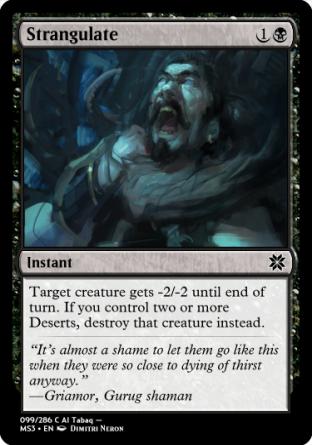 Strangulate 1
Instant
Target creature gets -2/-2 until end of
turn. If you control two or more
Deserts, destroy that creature instead.
“It’s almost a shame to let them go like this
when they were so close to dying of thirst
anyway.”
—Griamor, Gurug shaman
099/286 C Al Tabaq —
MS3 • EN Dimitri Neron